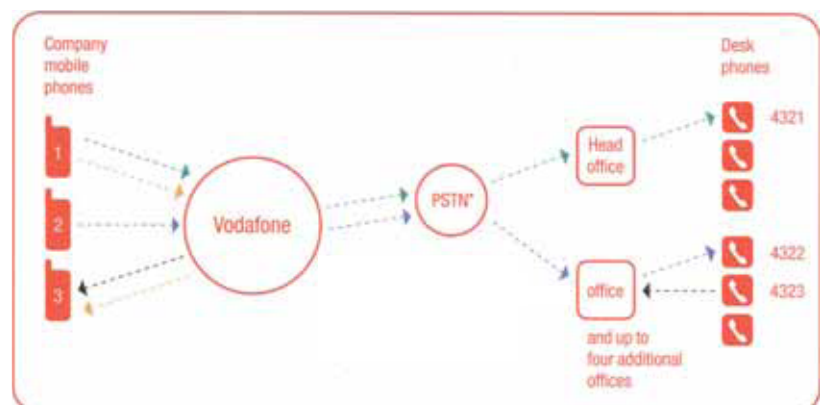 Company
mobile
phones
Desk
phones
1
2
3
Vodafone
PSTN*
Head
office
office
and up to
four additional
offices
4321
4322
4323